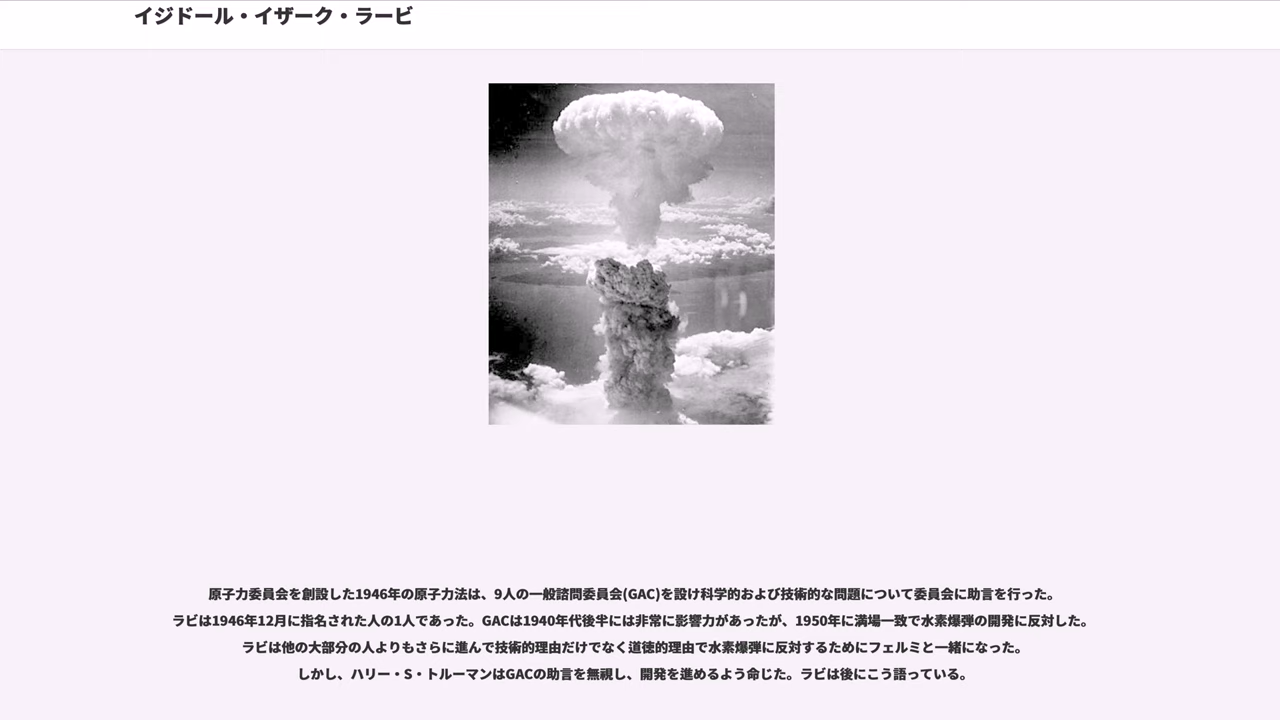 イジドール・イザーク・ラービ
原子力委員会を創設した1946年の原子力法は、9人の一般諮問委員会(GAC)を設け科学的および技術的な問題について委員会に助言を行った。
ラビは1946年12月に指名された人の1人であった。GACは1940年代後半には非常に影響力があったが、1950年に満場一致で水素爆弾の開発に反対した。
ラビは他の大部分の人よりもさらに進んで技術的理由だけでなく道徳的理由で水素爆弾に反対するためにフェルミと一緒になった。
しかし、ハリー・S・トルーマンはGACの助言を無視し、開発を進めるよう命じた。ラビは後にこう語っている。